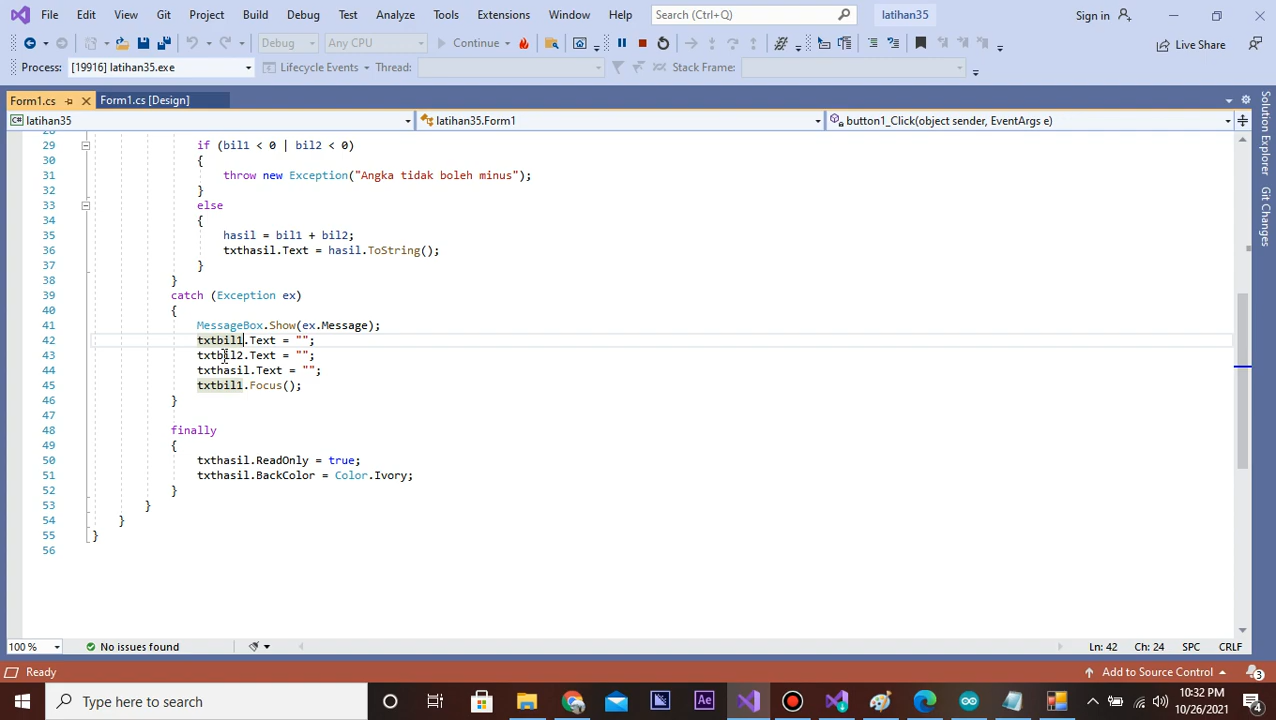 File Edit View Git Project Build Debug Test Analyze Tools Extensions Window Help Search (Ctrl+Q) latihan35 Sign in
Debug Any CPU Continue Live Share
Process: [19916] latihan35.exe Lifecycle Events Thread: Stack Frame:
Form1.cs Form1.cs [Design]
latihan35 latihan35.Form1 button1_Click(object sender, EventArgs e)
Solution Explorer
Git Changes
29 if (bil1 < 0 | bil2 < 0)
30 {
31 throw new Exception("Angka tidak boleh minus");
32 }
33 else
34 {
35 hasil = bil1 + bil2;
36 txthasil.Text = hasil.ToString();
37 }
38 }
39 catch (Exception ex)
40 {
41 MessageBox.Show(ex.Message);
42 txtbil1.Text = "";
43 txtbil2.Text = "";
44 txthasil.Text = "";
45 txtbil1.Focus();
46 }
47
48 finally
49 {
50 txthasil.ReadOnly = true;
51 txthasil.BackColor = Color.Ivory;
52 }
53 }
54 }
55 }
56
100 % No issues found Ln: 42 Ch: 24 SPC CRLF
Ready Add to Source Control 3
Type here to search Ae 10:32 PM
10/26/2021 4